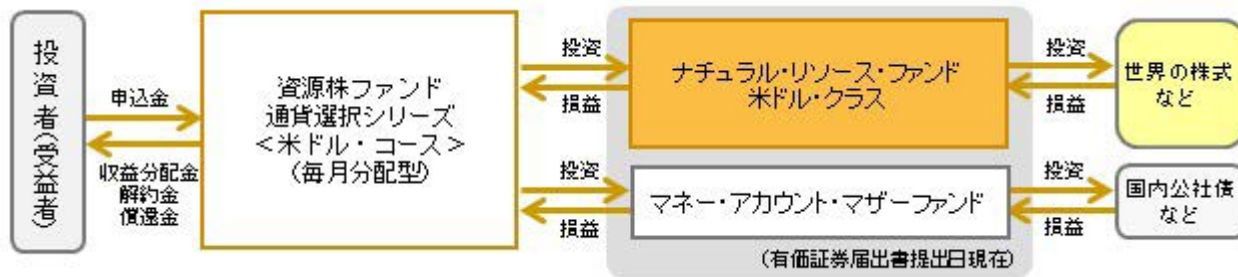 投資者(受益者)
申込金
収益分配金
解約金
償還金
資源株ファンド
通貨選択シリーズ
＜米ドル・コース＞
(毎月分配型)
投資
損益
投資
損益
ナチュラル・リソース・ファンド
米ドル・クラス
マネー・アカウント・マザーファンド
(有価証券届出書提出日現在)
投資
損益
投資
損益
世界の株式
など
国内公社債
など